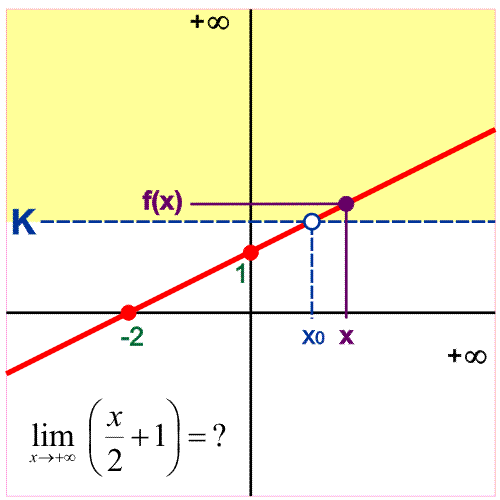 +∞
f(x)
K
1
-2
x₀ x
+∞
lim x→+∞ (x/2 + 1) = ?